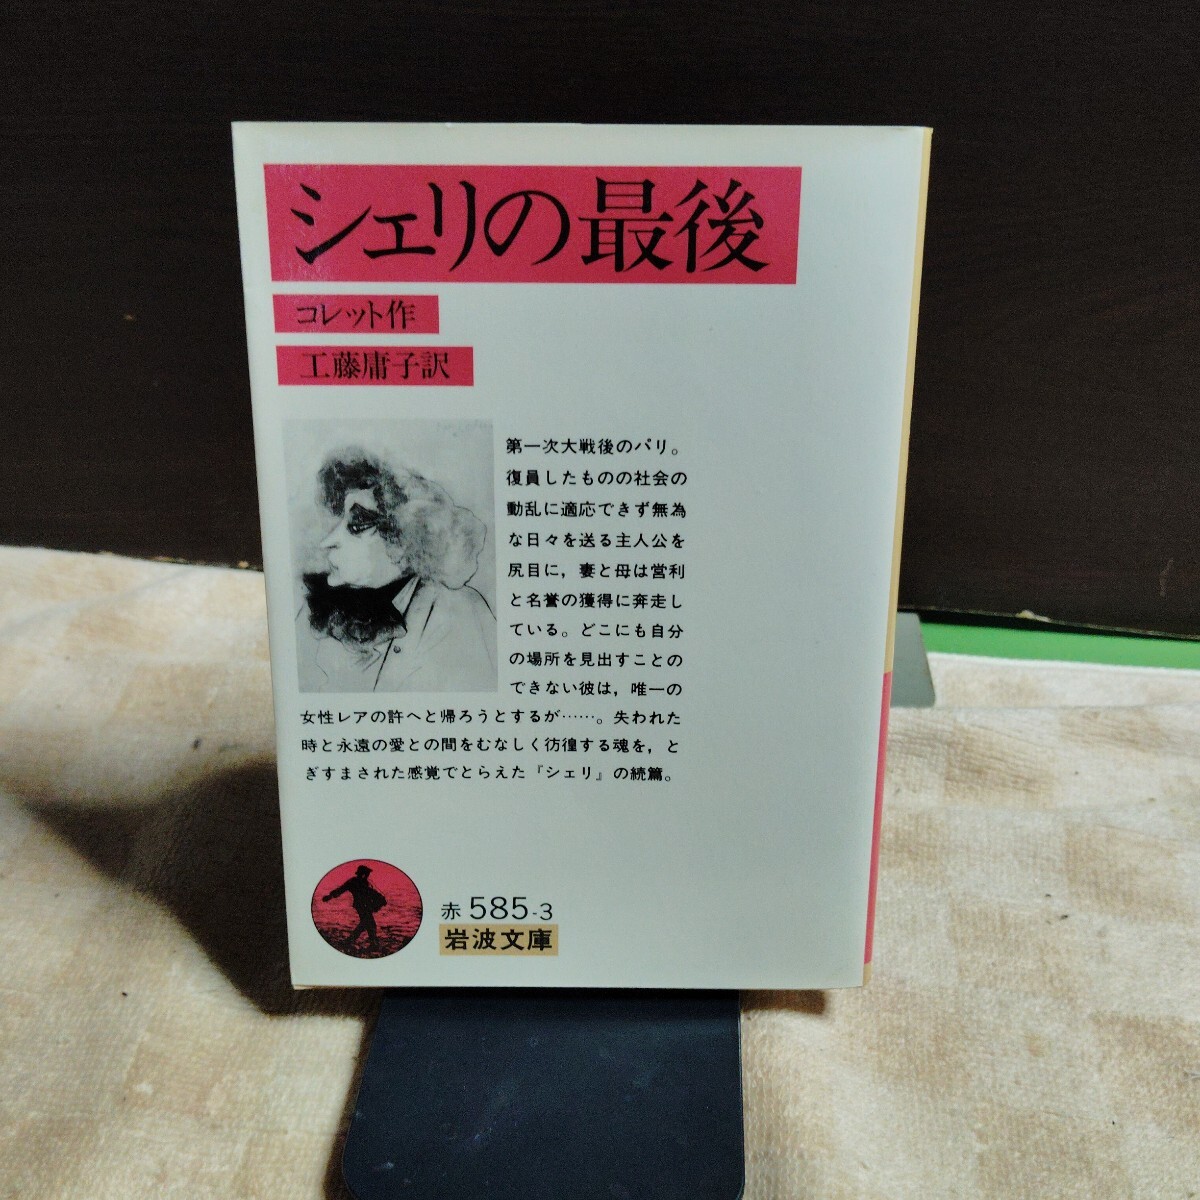 シェリの最後
コレット作
工藤庸子訳
第一次大戦後のパリ。
復員したものの社会の
動乱に適応できず無為
な日々を送る主人公を
尻目に，妻と母は営利
と名誉の獲得に奔走し
ている。どこにも自分
の場所を見出すことの
できない彼は，唯一の
女性レアの許へと帰ろうとするが……。失われた
時と永遠の愛との間をむなしく彷徨する魂を，と
ぎすまされた感覚でとらえた『シェリ』の続篇。
赤 585-3
岩波文庫